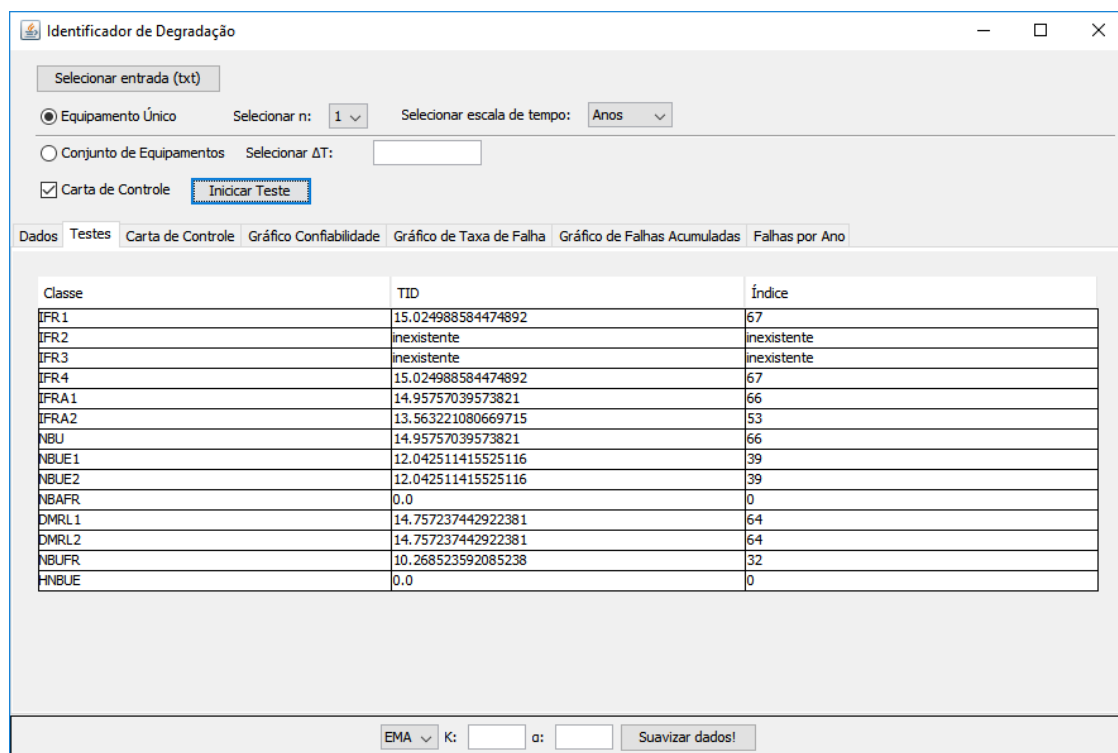 Identificador de Degradação
Selecionar entrada (txt)
Equipamento Único Selecionar n: 1 Selecionar escala de tempo: Anos
Conjunto de Equipamentos Selecionar ΔT:
Carta de Controle Inicicar Teste
Dados Testes Carta de Controle Gráfico Confiabilidade Gráfico de Taxa de Falha Gráfico de Falhas Acumuladas Falhas por Ano
Classe TID Índice
IFR1 15.024988584474892 67
IFR2 inexistente inexistente
IFR3 inexistente inexistente
IFR4 15.024988584474892 67
IFRA1 14.95757039573821 66
IFRA2 13.563221080669715 53
NBU 14.95757039573821 66
NBUE1 12.042511415525116 39
NBUE2 12.042511415525116 39
NBAFR 0.0 0
DMRL1 14.757237442922381 64
DMRL2 14.757237442922381 64
NBUFR 10.268523592085238 32
HNBUE 0.0 0
EMA K: α: Suavizar dados!